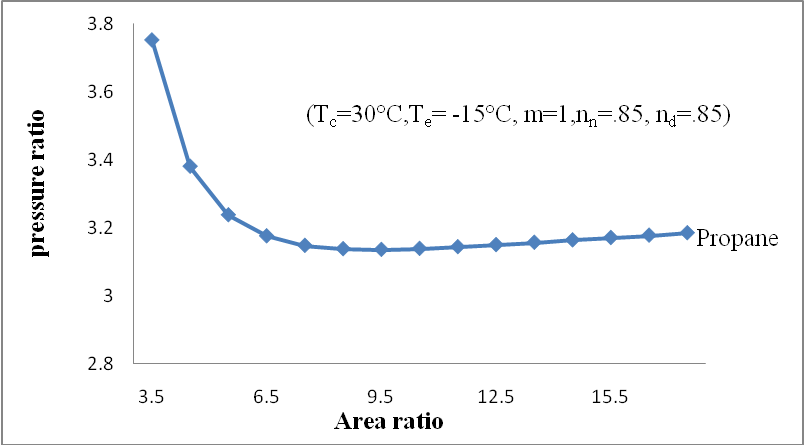 3.8
3.6
3.4
3.2
3
2.8
pressure ratio
(Tc=30°C,Te= -15°C, m=1,nn=.85, nd=.85)
Propane
3.5 6.5 9.5 12.5 15.5
Area ratio